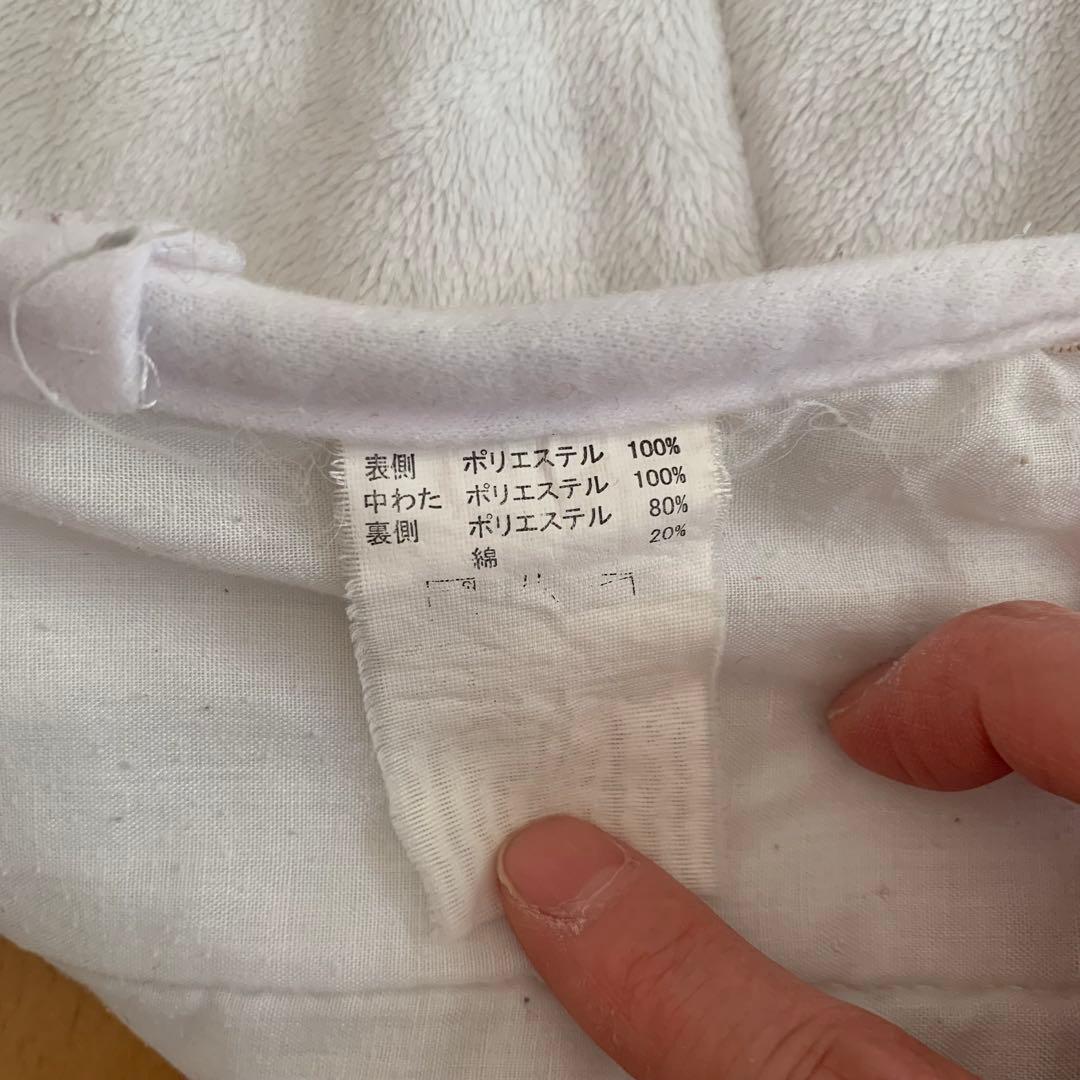 表側 ポリエステル 100%
中わた ポリエステル 100%
裏側 ポリエステル 80%
綿 20%